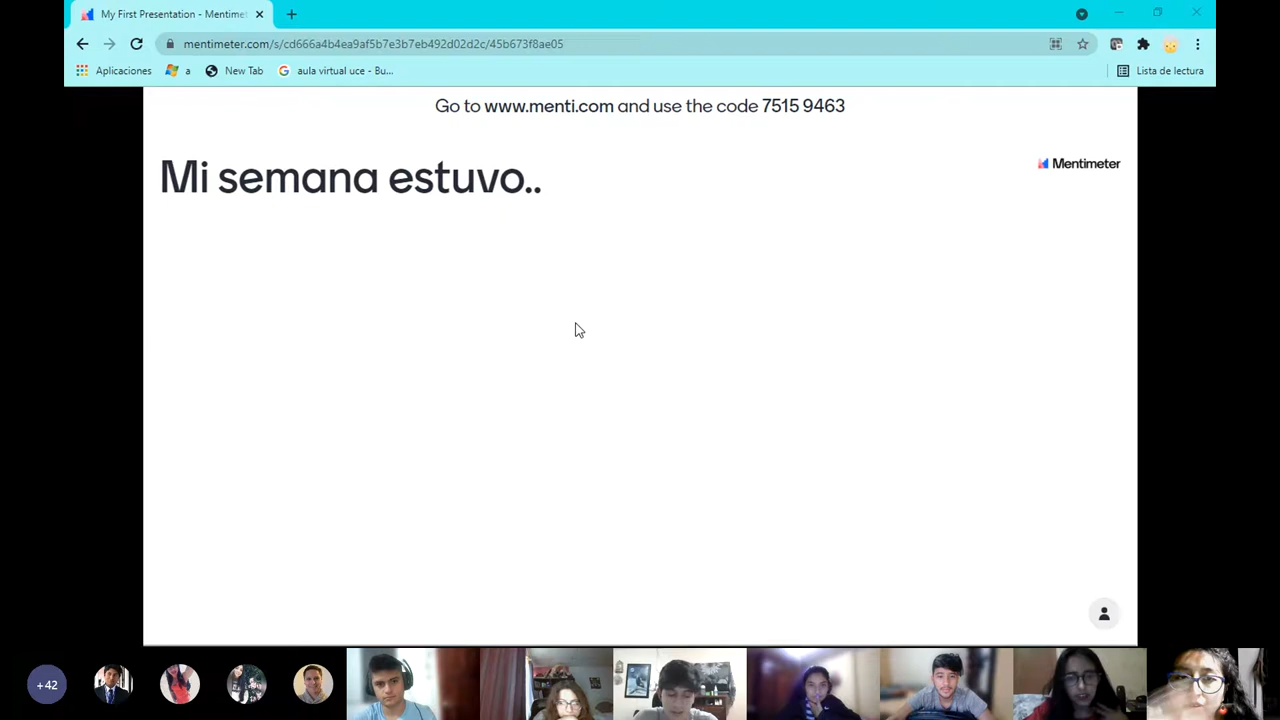 My First Presentation - Mentimet
mentimeter.com/s/cd666a4b4ea9af5b7e3b7eb492d02d2c/45b673f8ae05
Aplicaciones a New Tab aula virtual uce - Bu... Lista de lectura
Go to www.menti.com and use the code 7515 9463
Mi semana estuvo..
Mentimeter
+42